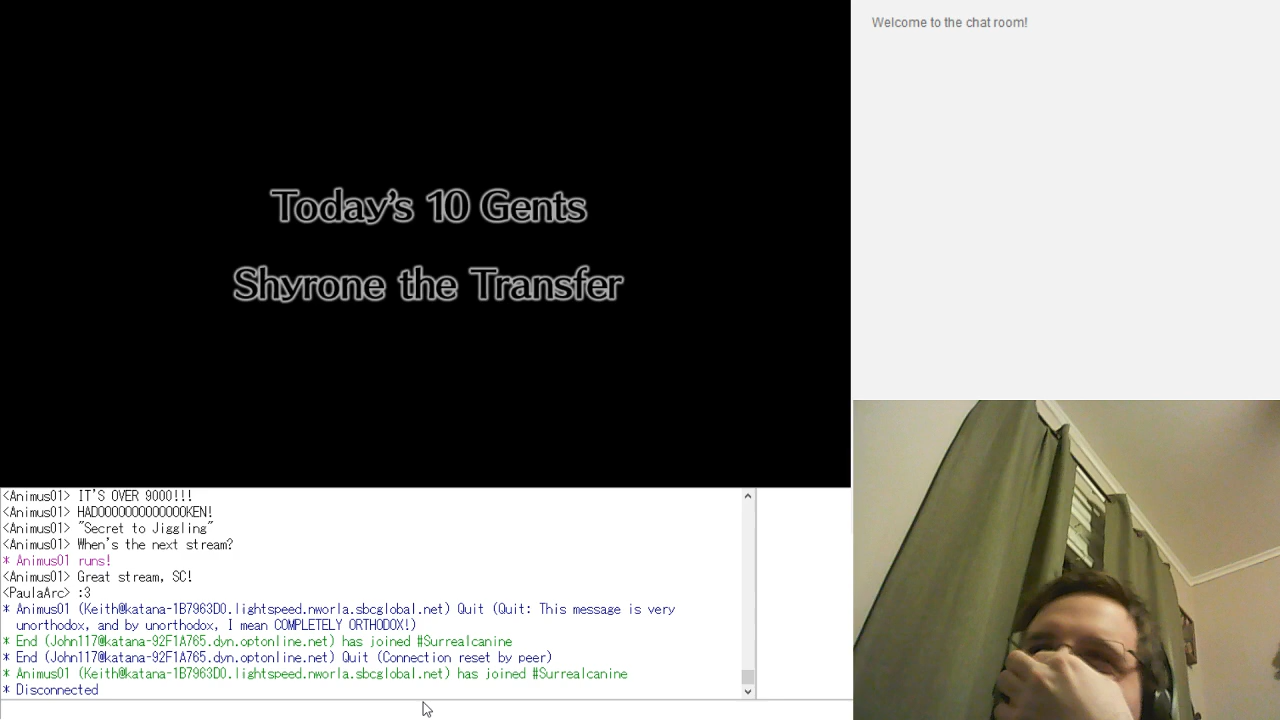 Welcome to the chat room!
Today's 10 Gents
Shyrone the Transfer
<Animus01> IT'S OVER 9000!!!
<Animus01> HADOOOOOOOOOOOOOKEN!
<Animus01> "Secret to Jiggling"
<Animus01> When's the next stream?
* Animus01 runs!
<Animus01> Great stream, SC!
<PaulaArc> :3
* Animus01 (Keith@katana-1B7963D0.lightspeed.nworla.sbcglobal.net) Quit (Quit: This message is very
unorthodox, and by unorthodox, I mean COMPLETELY ORTHODOX!)
* End (John117@katana-92F1A765.dyn.optonline.net) has joined #Surrealcanine
* End (John117@katana-92F1A765.dyn.optonline.net) Quit (Connection reset by peer)
* Animus01 (Keith@katana-1B7963D0.lightspeed.nworla.sbcglobal.net) has joined #Surrealcanine
* Disconnected